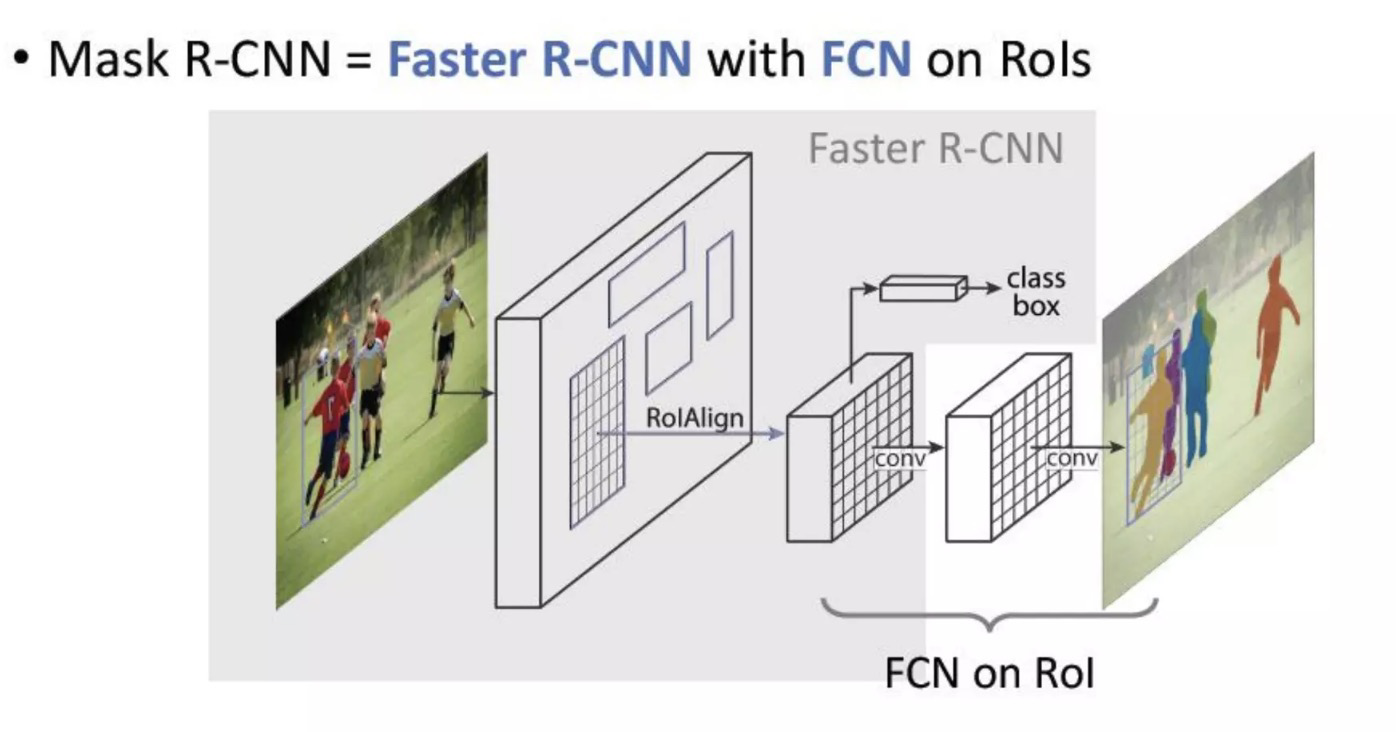 • Mask R-CNN = Faster R-CNN with FCN on RoIs
Faster R-CNN
class
box
RoIAlign
conv
conv
FCN on RoI